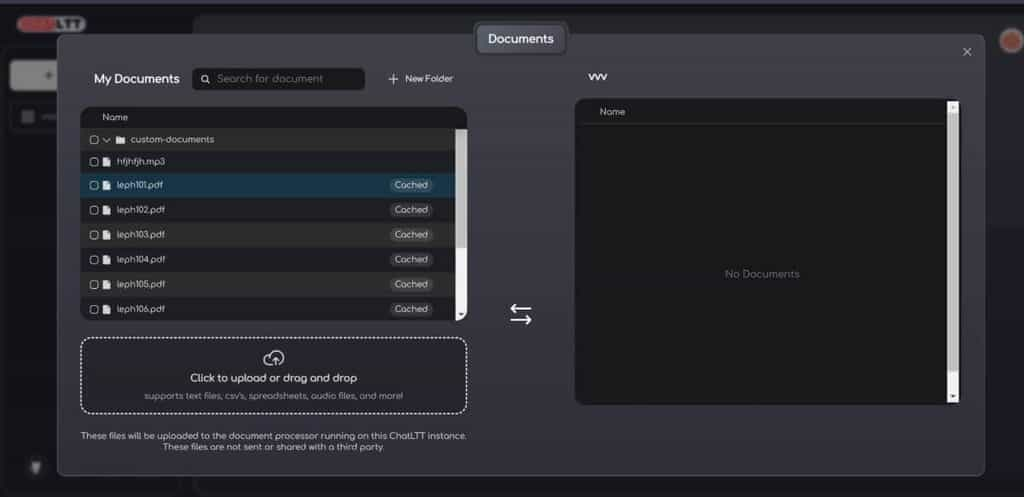 ChatLTT
Documents
My Documents
Search for document
New Folder
vvv
Name
custom-documents
hfjhfjh.mp3
leph101.pdf Cached
leph102.pdf Cached
leph103.pdf Cached
leph104.pdf Cached
leph105.pdf Cached
leph106.pdf Cached
Click to upload or drag and drop
supports text files, csv's, spreadsheets, audio files, and more!
These files will be uploaded to the document processor running on this ChatLTT instance.
These files are not sent or shared with a third party.
Name
No Documents